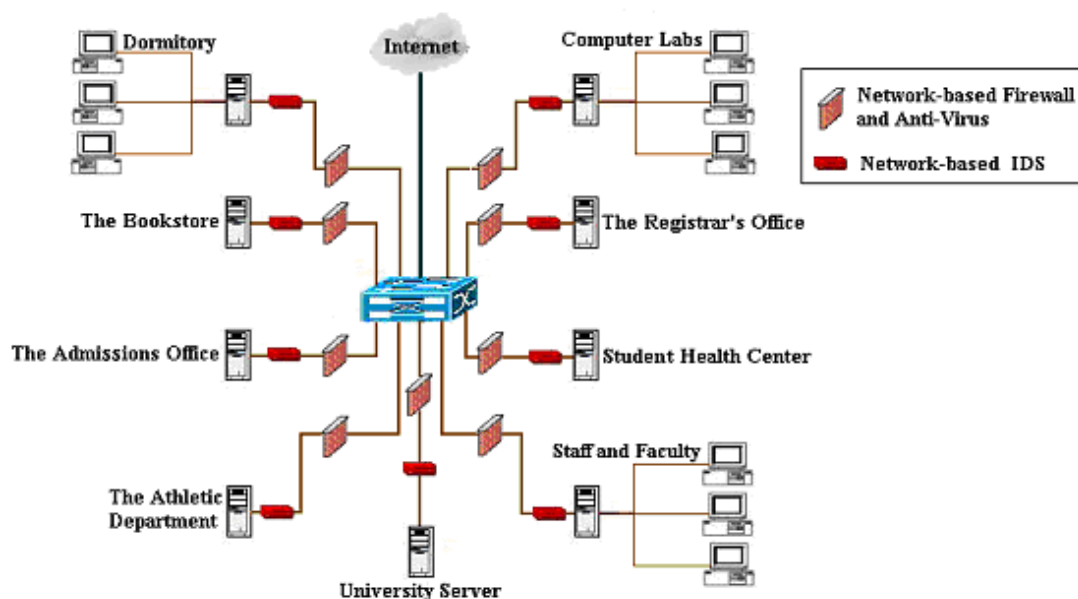 Dormitory
Internet
Computer Labs
Network-based Firewall
and Anti-Virus
Network-based IDS
The Bookstore
The Registrar's Office
The Admissions Office
Student Health Center
Staff and Faculty
The Athletic
Department
University Server